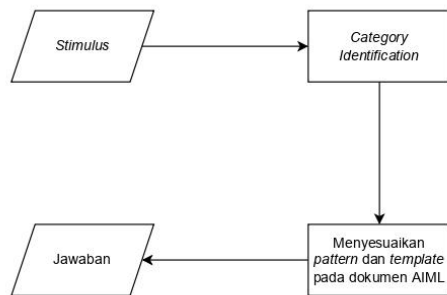 Stimulus
Category
Identification
Menyesuaikan
pattern dan template
pada dokumen AIML
Jawaban